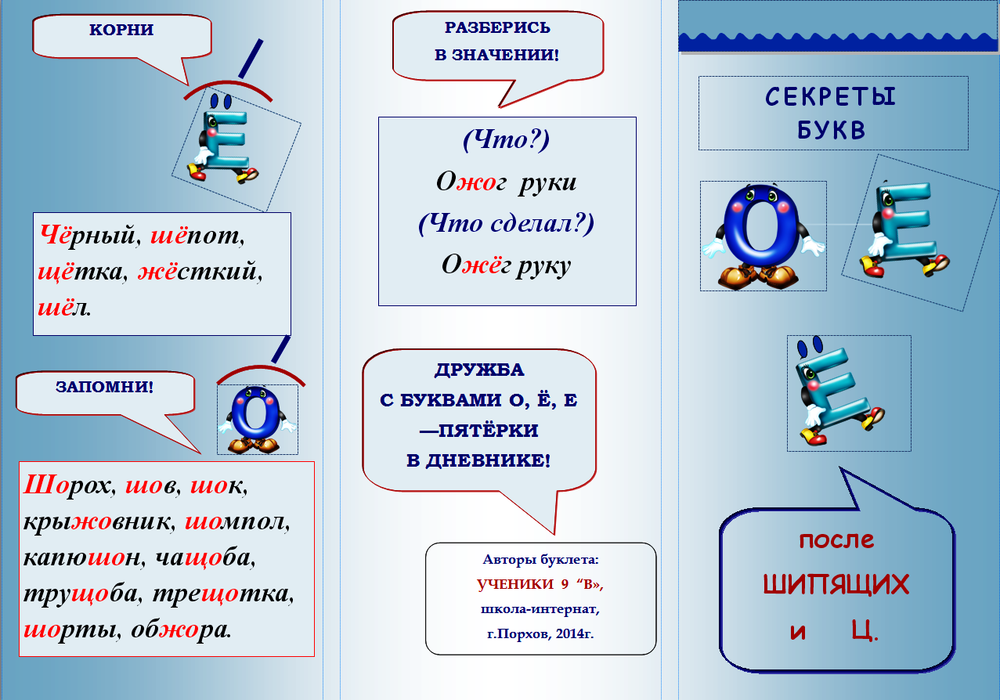 КОРНИ
Чёрный, шёпот,
щётка, жёсткий,
шёл.
ЗАПОМНИ!
Шорох, шов, шок,
крыжовник, шомпол,
капюшон, чащоба,
трущоба, трещотка,
шорты, обжора.
РАЗБЕРИСЬ
В ЗНАЧЕНИИ!
(Что?)
Ожог руки
(Что сделал?)
Ожёг руку
ДРУЖБА
С БУКВАМИ О, Ё, Е
—ПЯТЁРКИ
В ДНЕВНИКЕ!
Авторы буклета:
УЧЕНИКИ 9 “В»,
школа-интернат,
г.Порхов, 2014г.
СЕКРЕТЫ
БУКВ
О Е
Ё
после
ШИПЯЩИХ
и Ц.